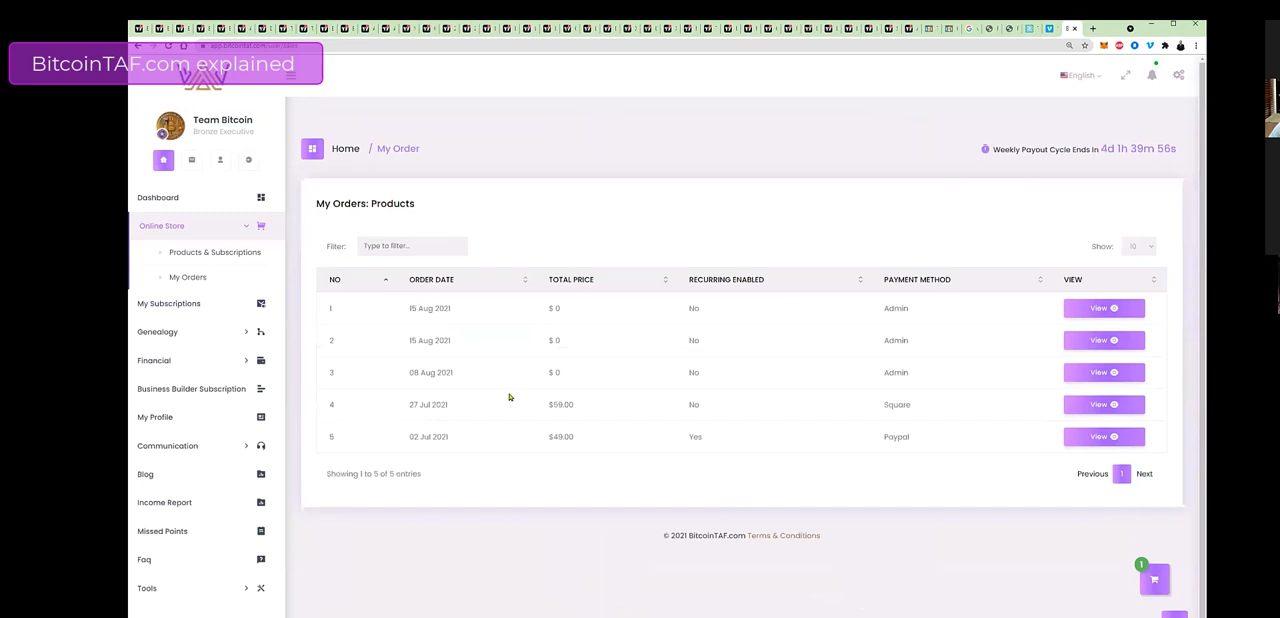 BitcoinTAF.com explained
app.bitcointaf.com/user/sales
English
Team Bitcoin
Bronze Executive
Home / My Order
Weekly Payout Cycle Ends In 4d 1h 39m 56s
Dashboard
Online Store
Products & Subscriptions
My Orders
My Subscriptions
Genealogy
Financial
Business Builder Subscription
My Profile
Communication
Blog
Income Report
Missed Points
Faq
Tools
My Orders: Products
Filter: Type to filter... Show: 10
NO ORDER DATE TOTAL PRICE RECURRING ENABLED PAYMENT METHOD VIEW
1 15 Aug 2021 $ 0 No Admin View
2 15 Aug 2021 $ 0 No Admin View
3 08 Aug 2021 $ 0 No Admin View
4 27 Jul 2021 $59.00 No Square View
5 02 Jul 2021 $49.00 Yes Paypal View
Showing 1 to 5 of 5 entries Previous 1 Next
© 2021 BitcoinTAF.com Terms & Conditions
1